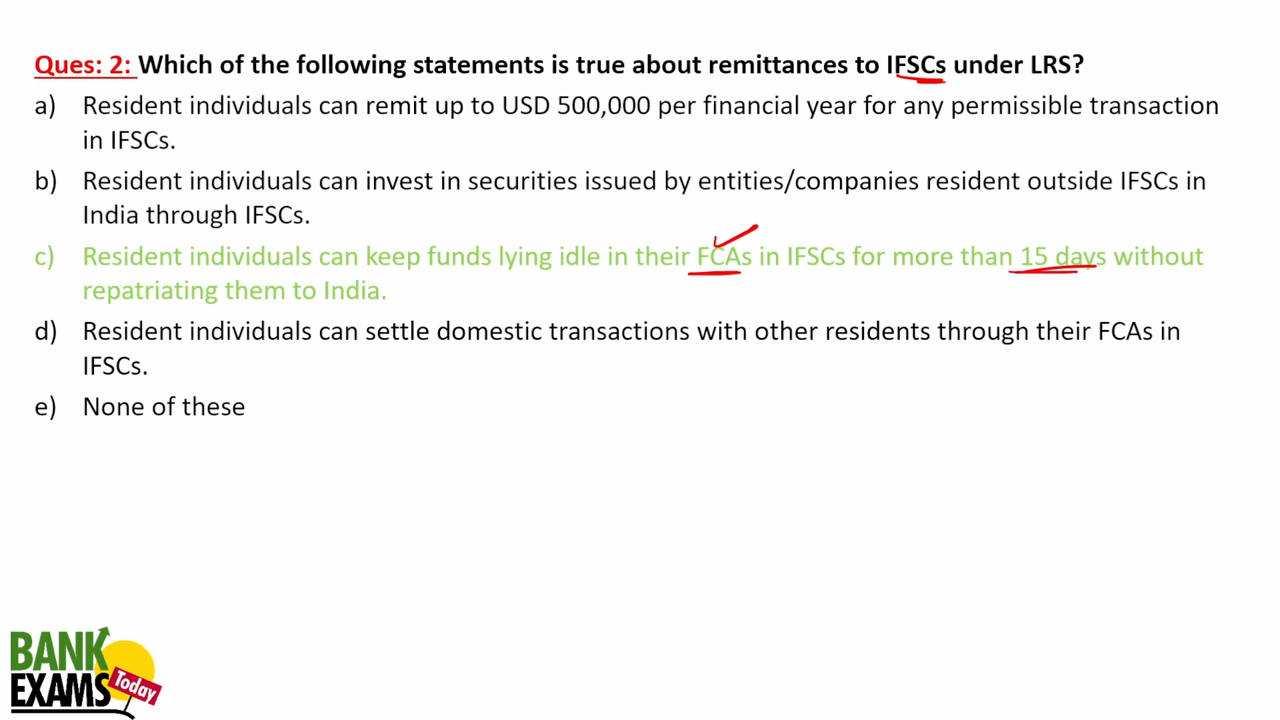 Ques: 2: Which of the following statements is true about remittances to IFSCs under LRS?
a) Resident individuals can remit up to USD 500,000 per financial year for any permissible transaction
in IFSCs.
b) Resident individuals can invest in securities issued by entities/companies resident outside IFSCs in
India through IFSCs.
c) Resident individuals can keep funds lying idle in their FCAs in IFSCs for more than 15 days without
repatriating them to India.
d) Resident individuals can settle domestic transactions with other residents through their FCAs in
IFSCs.
e) None of these
BANK
EXAMS
Today